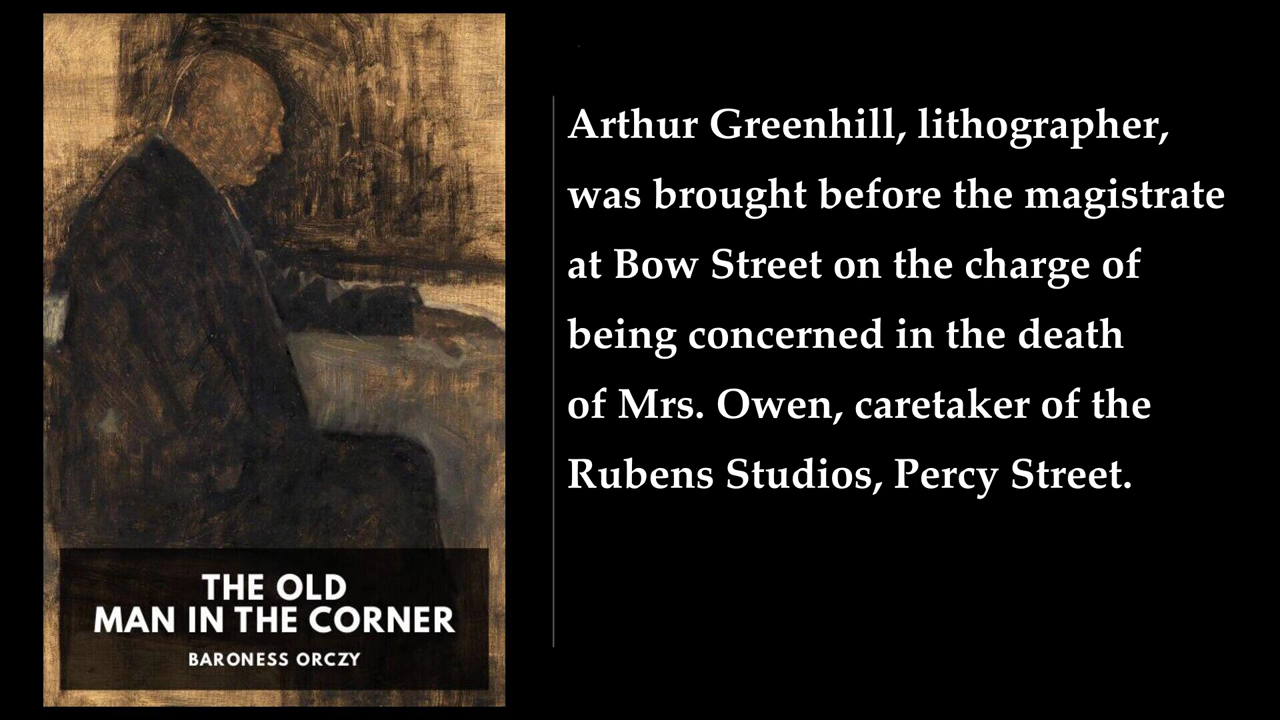 Arthur Greenhill, lithographer,
was brought before the magistrate
at Bow Street on the charge of
being concerned in the death
of Mrs. Owen, caretaker of the
Rubens Studios, Percy Street.
THE OLD
MAN IN THE CORNER
BARONESS ORCZY